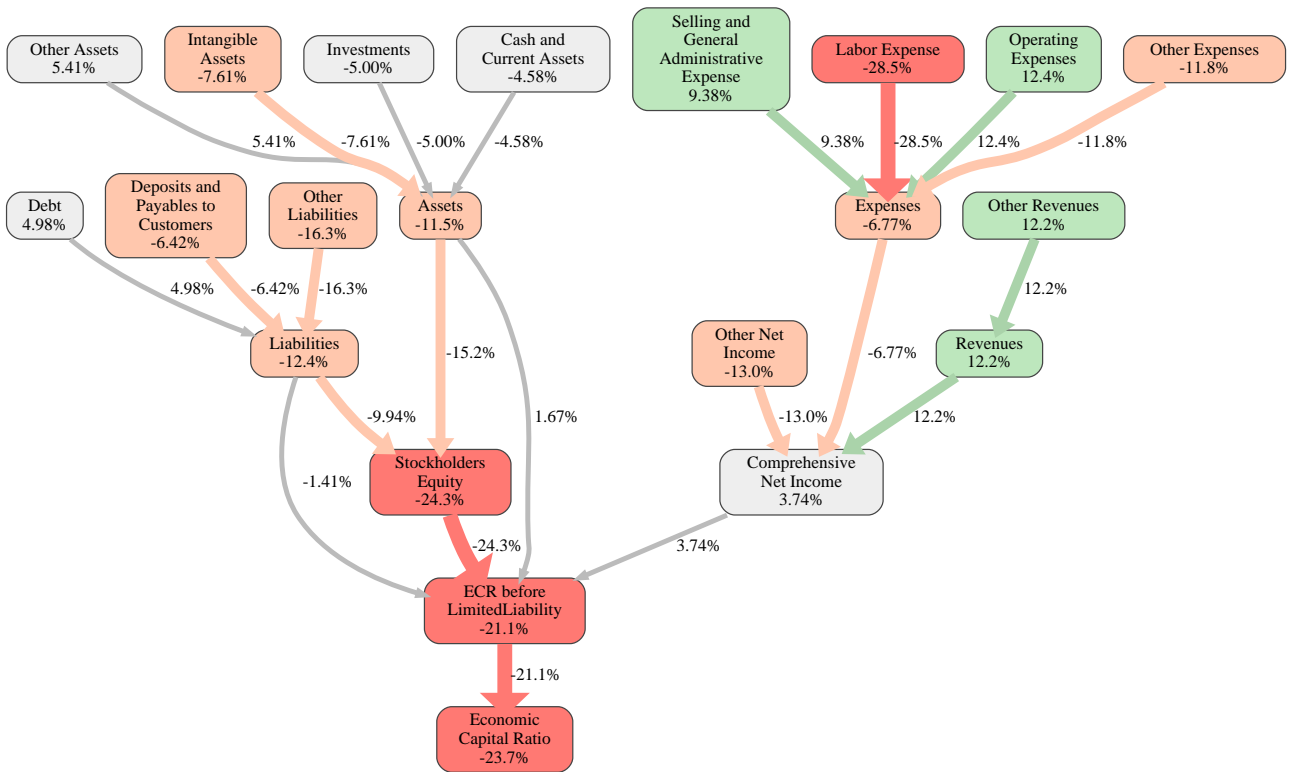 Other Assets
5.41%
Intangible
Assets
-7.61%
Investments
-5.00%
Cash and
Current Assets
-4.58%
Selling and
General
Administrative
Expense
9.38%
Labor Expense
-28.5%
Operating
Expenses
12.4%
Other Expenses
-11.8%
5.41%
-7.61%
-5.00%
-4.58%
9.38%
-28.5%
12.4%
-11.8%
Debt
4.98%
Deposits and
Payables to
Customers
-6.42%
Other
Liabilities
-16.3%
Assets
-11.5%
Expenses
-6.77%
Other Revenues
12.2%
4.98%
-6.42%
-16.3%
12.2%
Liabilities
-12.4%
-15.2%
Other Net
Income
-13.0%
-6.77%
Revenues
12.2%
-9.94%
1.67%
-13.0%
12.2%
-1.41%
Stockholders
Equity
-24.3%
Comprehensive
Net Income
3.74%
-24.3%
3.74%
ECR before
LimitedLiability
-21.1%
-21.1%
Economic
Capital Ratio
-23.7%